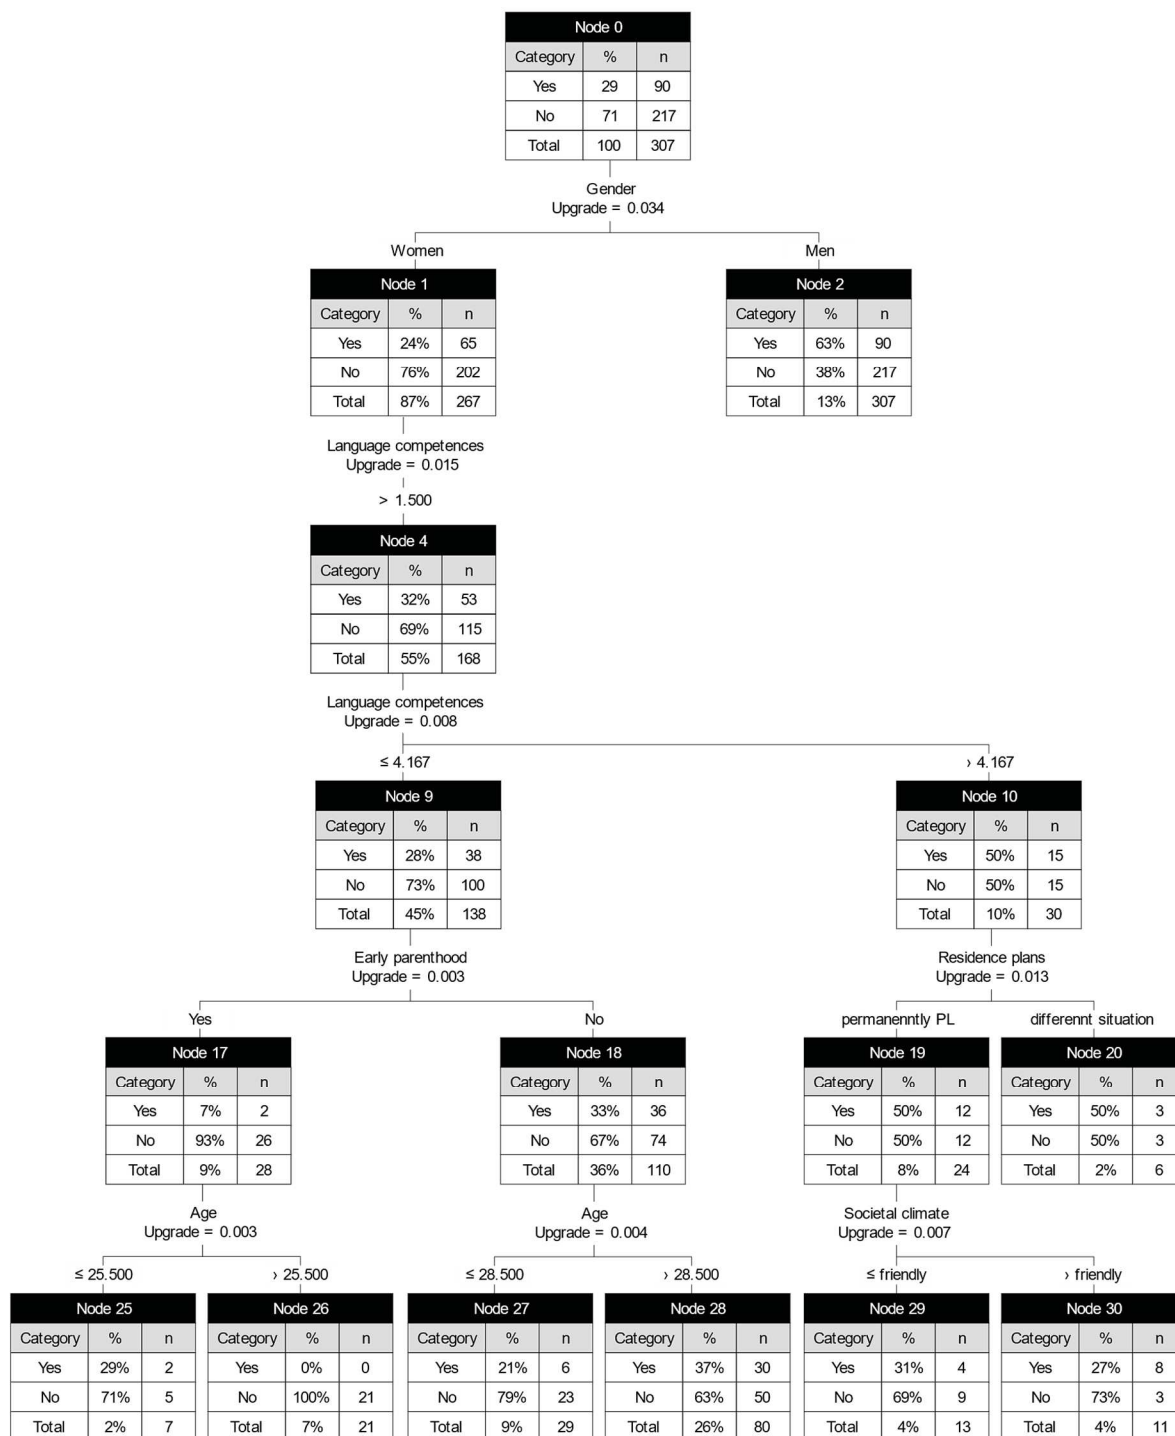 Node 0
Category % n
Yes 29 90
No 71 217
Total 100 307
Gender
Upgrade = 0.034
Women Men
Node 1 Node 2
Category % n Category % n
Yes 24% 65 Yes 63% 90
No 76% 202 No 38% 217
Total 87% 267 Total 13% 307
Language competences
Upgrade = 0.015
> 1.500
Node 4
Category % n
Yes 32% 53
No 69% 115
Total 55% 168
Language competences
Upgrade = 0.008
≤ 4.167 › 4.167
Node 9 Node 10
Category % n Category % n
Yes 28% 38 Yes 50% 15
No 73% 100 No 50% 15
Total 45% 138 Total 10% 30
Early parenthood Residence plans
Upgrade = 0.003 Upgrade = 0.013
Yes No permanenntly PL differennt situation
Node 17 Node 18 Node 19 Node 20
Category % n Category % n Category % n Category % n
Yes 7% 2 Yes 33% 36 Yes 50% 12 Yes 50% 3
No 93% 26 No 67% 74 No 50% 12 No 50% 3
Total 9% 28 Total 36% 110 Total 8% 24 Total 2% 6
Age Age Societal climate
Upgrade = 0.003 Upgrade = 0.004 Upgrade = 0.007
≤ 25.500 › 25.500 ≤ 28.500 › 28.500 ≤ friendly › friendly
Node 25 Node 26 Node 27 Node 28 Node 29 Node 30
Category % n Category % n Category % n Category % n Category % n Category % n
Yes 29% 2 Yes 0% 0 Yes 21% 6 Yes 37% 30 Yes 31% 4 Yes 27% 8
No 71% 5 No 100% 21 No 79% 23 No 63% 50 No 69% 9 No 73% 3
Total 2% 7 Total 7% 21 Total 9% 29 Total 26% 80 Total 4% 13 Total 4% 11